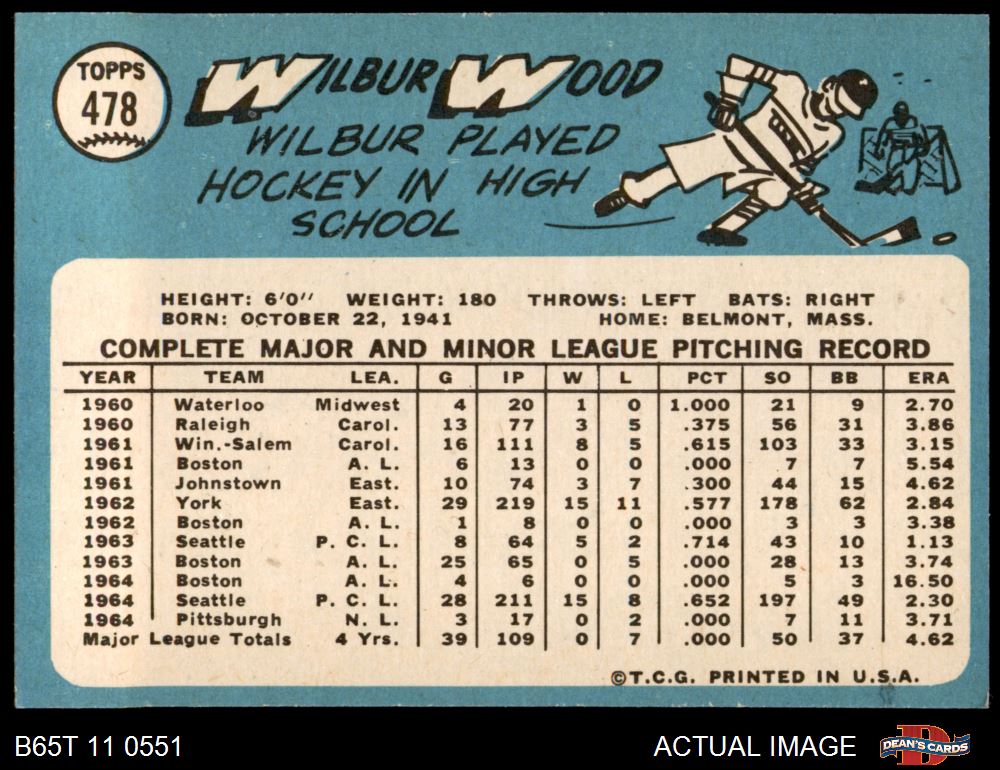 TOPPS
478
WILBUR WOOD
WILBUR PLAYED
HOCKEY IN HIGH
SCHOOL
HEIGHT: 6'0" WEIGHT: 180 THROWS: LEFT BATS: RIGHT
BORN: OCTOBER 22, 1941 HOME: BELMONT, MASS.
COMPLETE MAJOR AND MINOR LEAGUE PITCHING RECORD
YEAR TEAM LEA. G IP W L PCT SO BB ERA
1960 Waterloo Midwest 4 20 1 0 1.000 21 9 2.70
1960 Raleigh Carol. 13 77 3 5 .375 56 31 3.86
1961 Win.-Salem Carol. 16 111 8 5 .615 103 33 3.15
1961 Boston A. L. 6 13 0 0 .000 7 7 5.54
1961 Johnstown East. 10 74 3 7 .300 44 15 4.62
1962 York East. 29 219 15 11 .577 178 62 2.84
1962 Boston A. L. 1 8 0 0 .000 3 3 3.38
1963 Seattle P. C. L. 8 64 5 2 .714 43 10 1.13
1963 Boston A. L. 25 65 0 5 .000 28 13 3.74
1964 Boston A. L. 4 6 0 0 .000 5 3 16.50
1964 Seattle P. C. L. 28 211 15 8 .652 197 49 2.30
1964 Pittsburgh N. L. 3 17 0 2 .000 7 11 3.71
Major League Totals 4 Yrs. 39 109 0 7 .000 50 37 4.62
©T.C.G. PRINTED IN U.S.A.
B65T 11 0551 ACTUAL IMAGE D DEAN'S CARDS